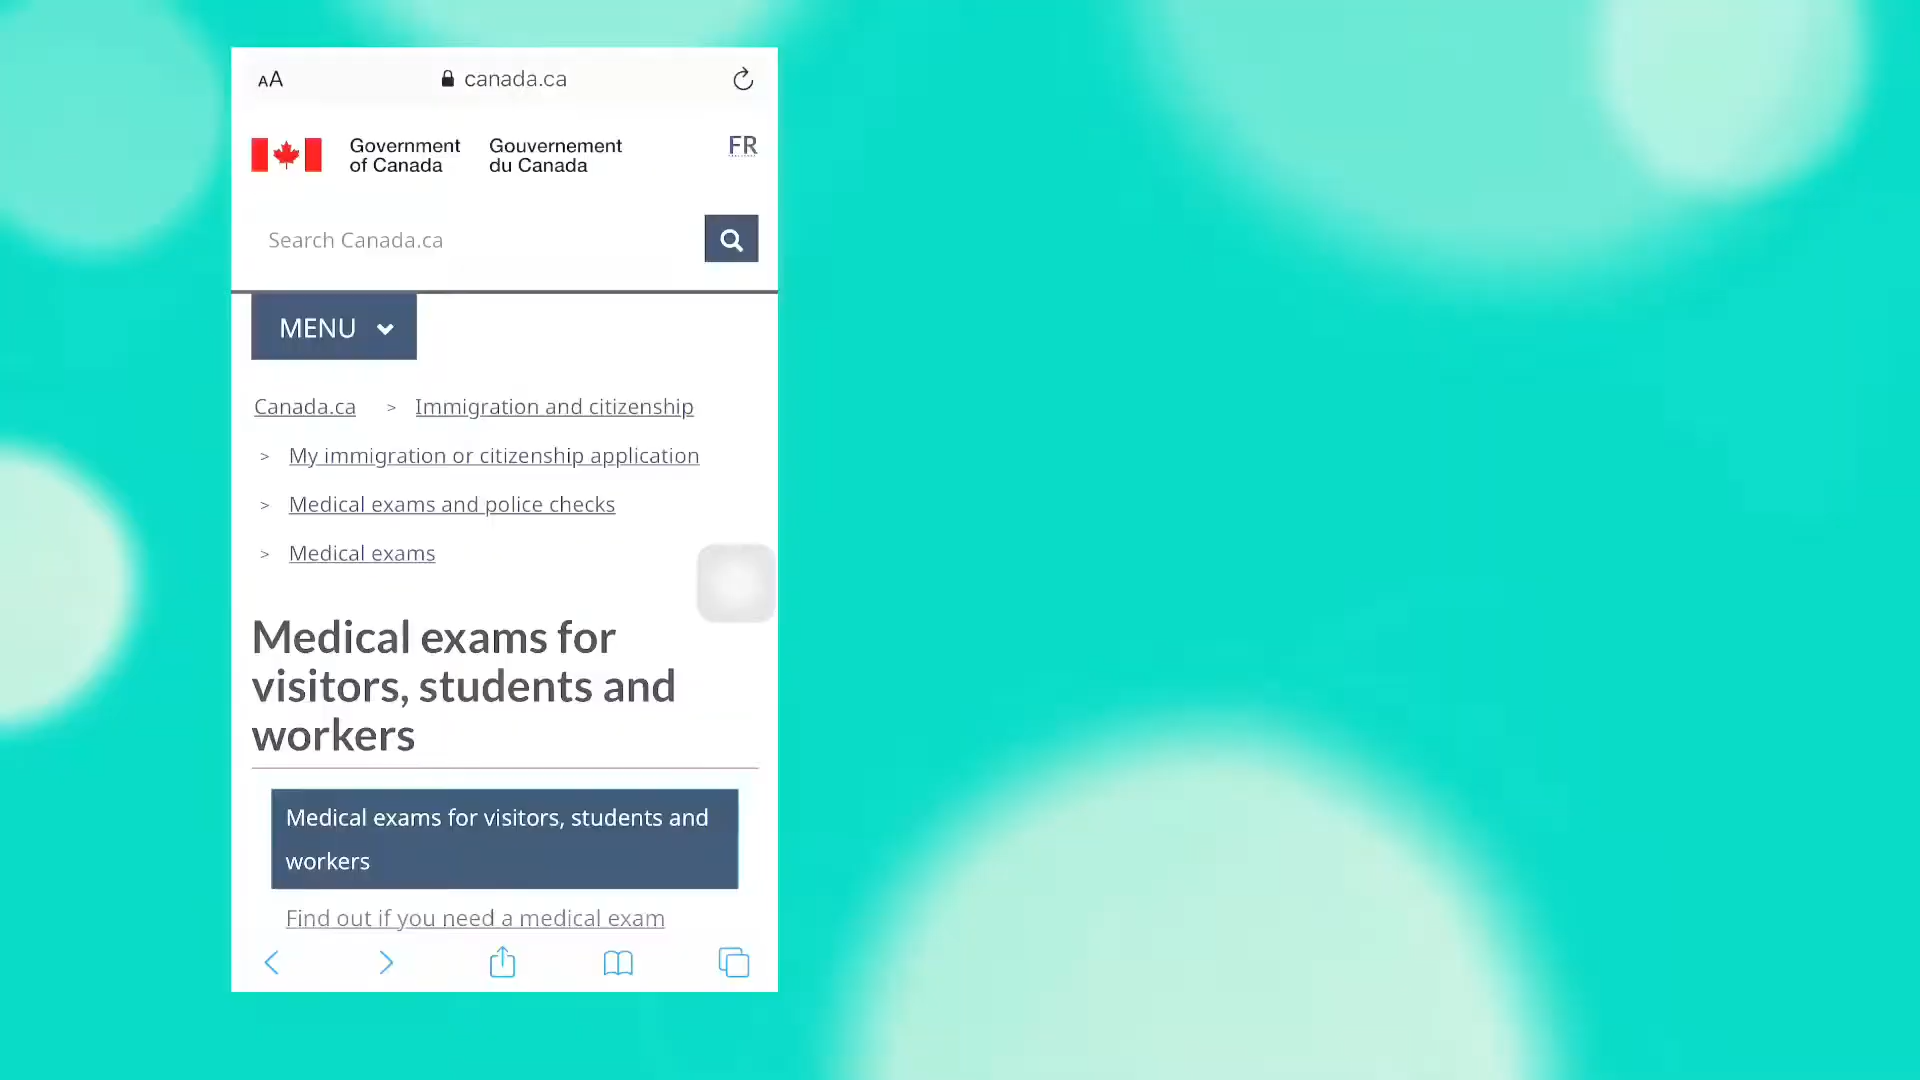 AA canada.ca
Government of Canada Gouvernement du Canada FR
Search Canada.ca
MENU
Canada.ca > Immigration and citizenship
> My immigration or citizenship application
> Medical exams and police checks
> Medical exams
Medical exams for
visitors, students and
workers
Medical exams for visitors, students and
workers
Find out if you need a medical exam